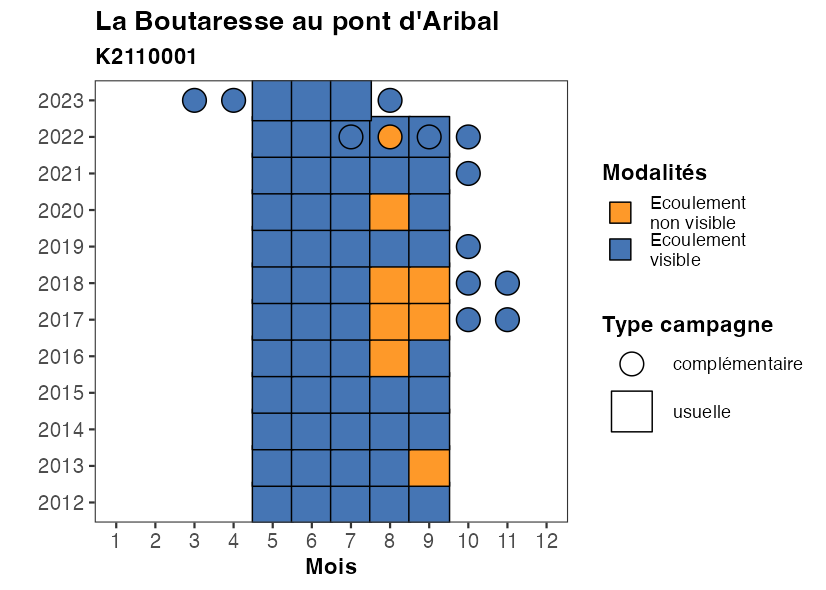 La Boutaresse au pont d'Aribal
K2110001
2023
2022
2021
2020
2019
2018
2017
2016
2015
2014
2013
2012
1 2 3 4 5 6 7 8 9 10 11 12
Mois
Modalités
Ecoulement
non visible
Ecoulement
visible
Type campagne
complémentaire
usuelle